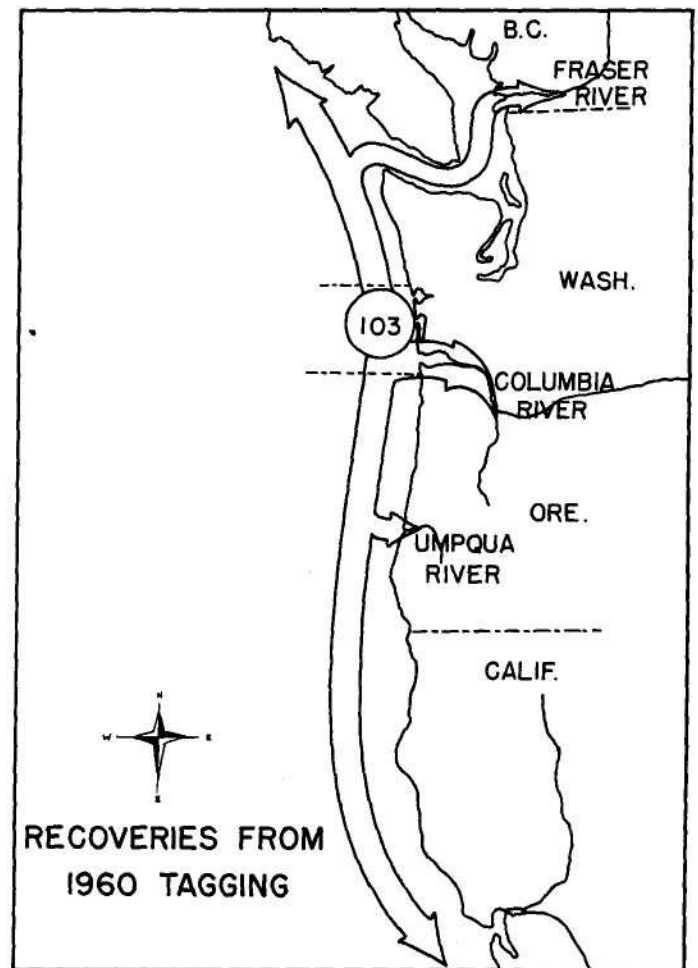 B.C.
FRASER
RIVER
WASH.
103
COLUMBIA
RIVER
ORE.
UMPQUA
RIVER
CALIF.
N
W
E
S
RECOVERIES FROM
1960 TAGGING